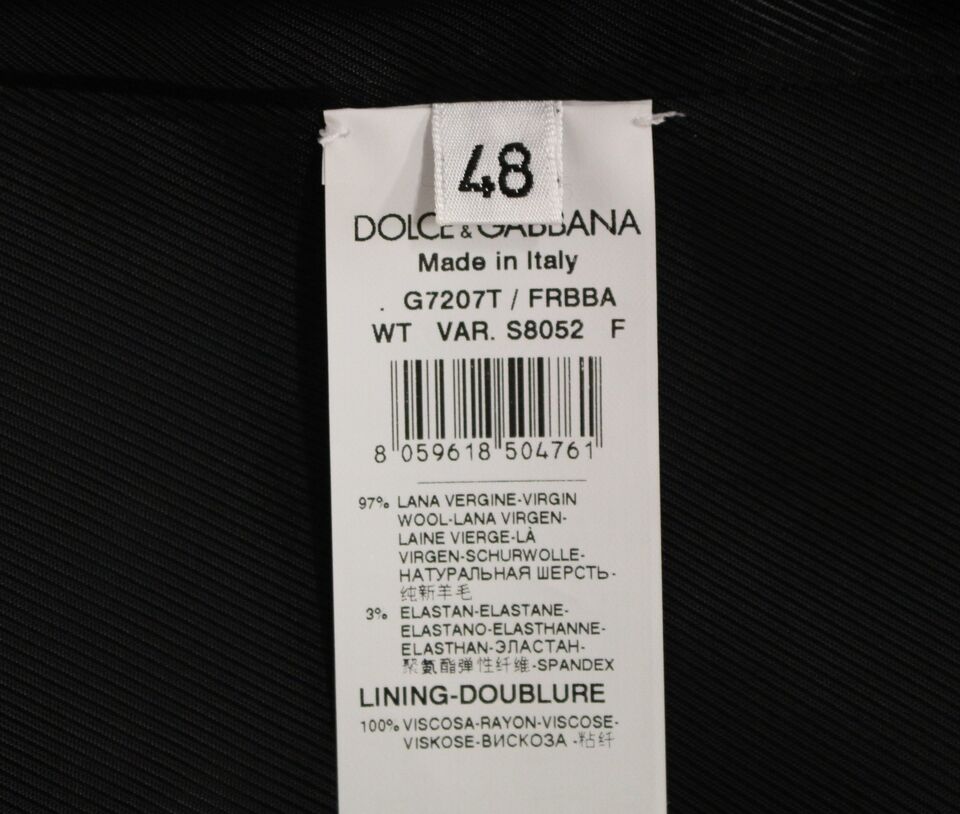 48
DOLCE & GABBANA
Made in Italy
. G7207T / FRBBA
WT VAR. S8052 F
8 059618 504761
97% LANA VERGINE-VIRGIN
WOOL-LANA VIRGEN-
LAINE VIERGE-LÀ
VIRGEN-SCHURWOLLE-
НАТУРАЛЬНАЯ ШЕРСТЬ-
纯新羊毛
3% ELASTAN-ELASTANE-
ELASTANO-ELASTHANNE-
ELASTHAN-ЭЛАСТАН-
聚氨酯弹性纤维-SPANDEX
LINING-DOUBLURE
100% VISCOSA-RAYON-VISCOSE-
VISKOSE-ВИСКОЗА -粘纤